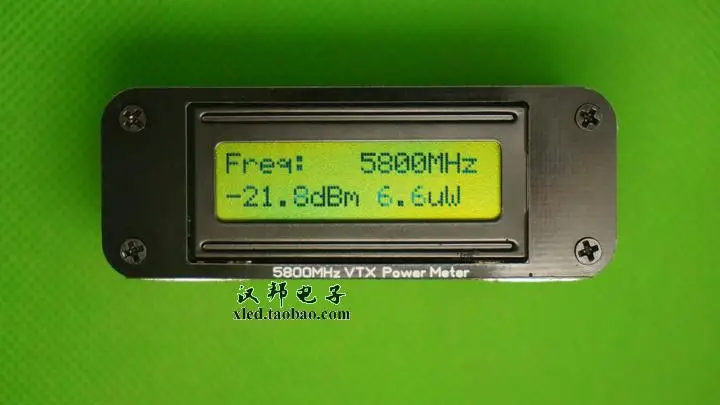 Freq: 5800MHz
-21.8dBm 6.6uW
5800MHz VTX Power Meter
汉邦电子
xled.taobao.com